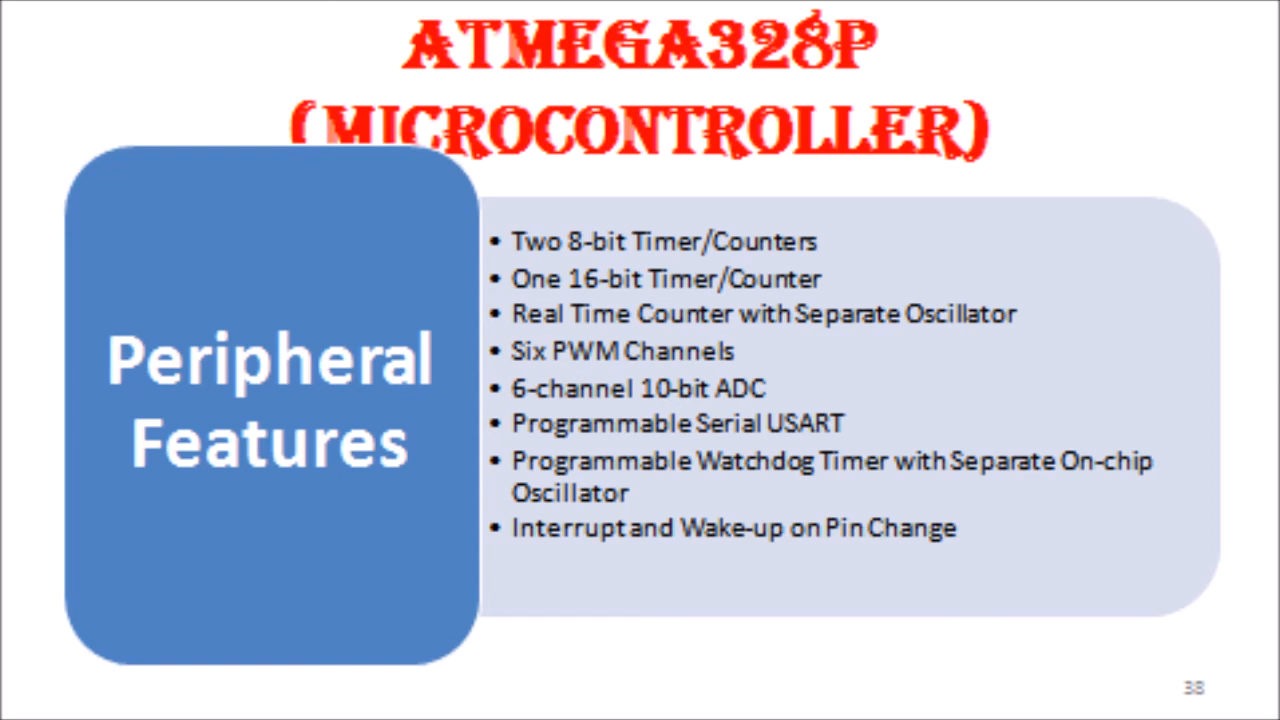 ATMEGA328P
(MICROCONTROLLER)
Peripheral
Features
• Two 8-bit Timer/Counters
• One 16-bit Timer/Counter
• Real Time Counter with Separate Oscillator
• Six PWM Channels
• 6-channel 10-bit ADC
• Programmable Serial USART
• Programmable Watchdog Timer with Separate On-chip
Oscillator
• Interrupt and Wake-up on Pin Change
38